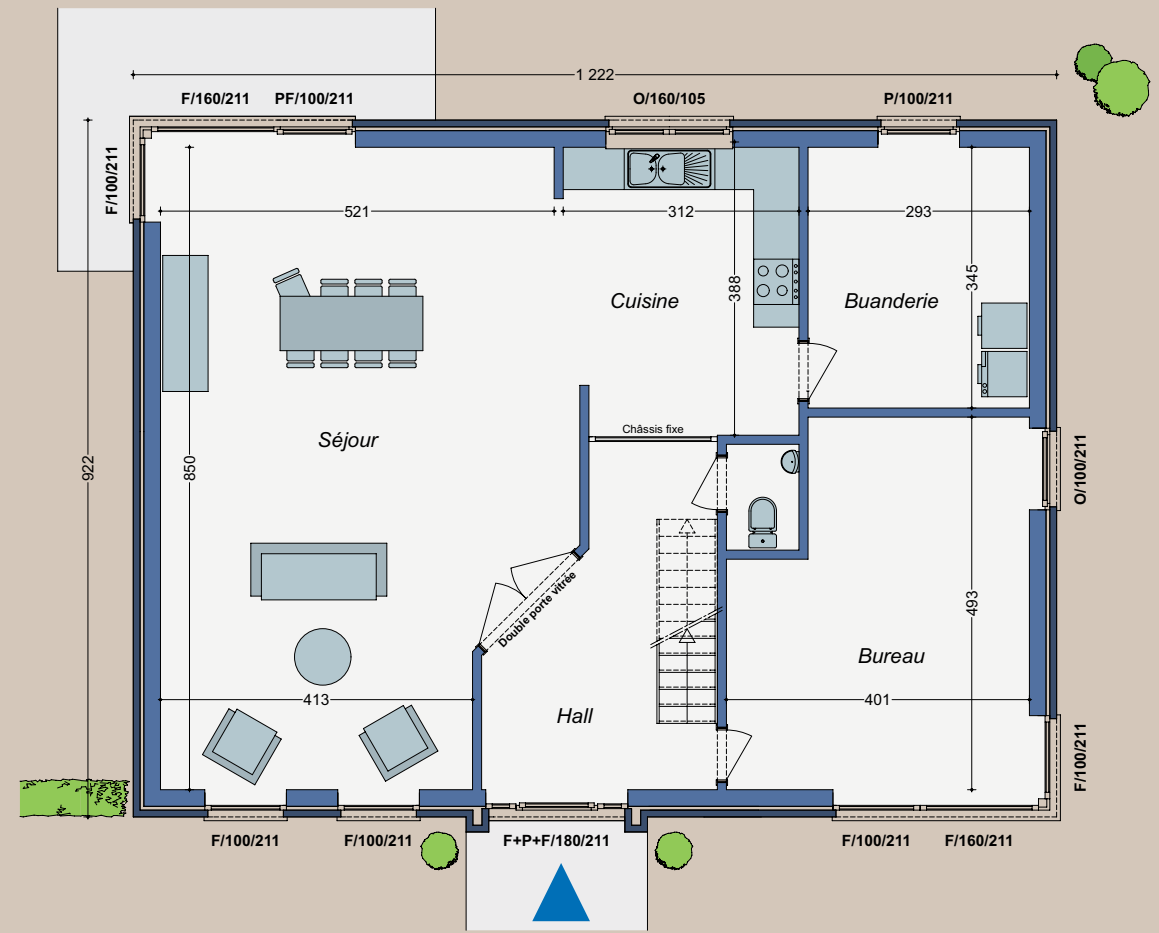 1 222
F/160/211
PF/100/211
O/160/105
P/100/211
F/100/211
521
312
293
388
345
Cuisine
Buanderie
Châssis fixe
Séjour
922
850
O/100/211
493
Double porte vitrée
Bureau
413
401
Hall
F/100/211
F/100/211
F/100/211
F+P+F/180/211
F/100/211
F/160/211